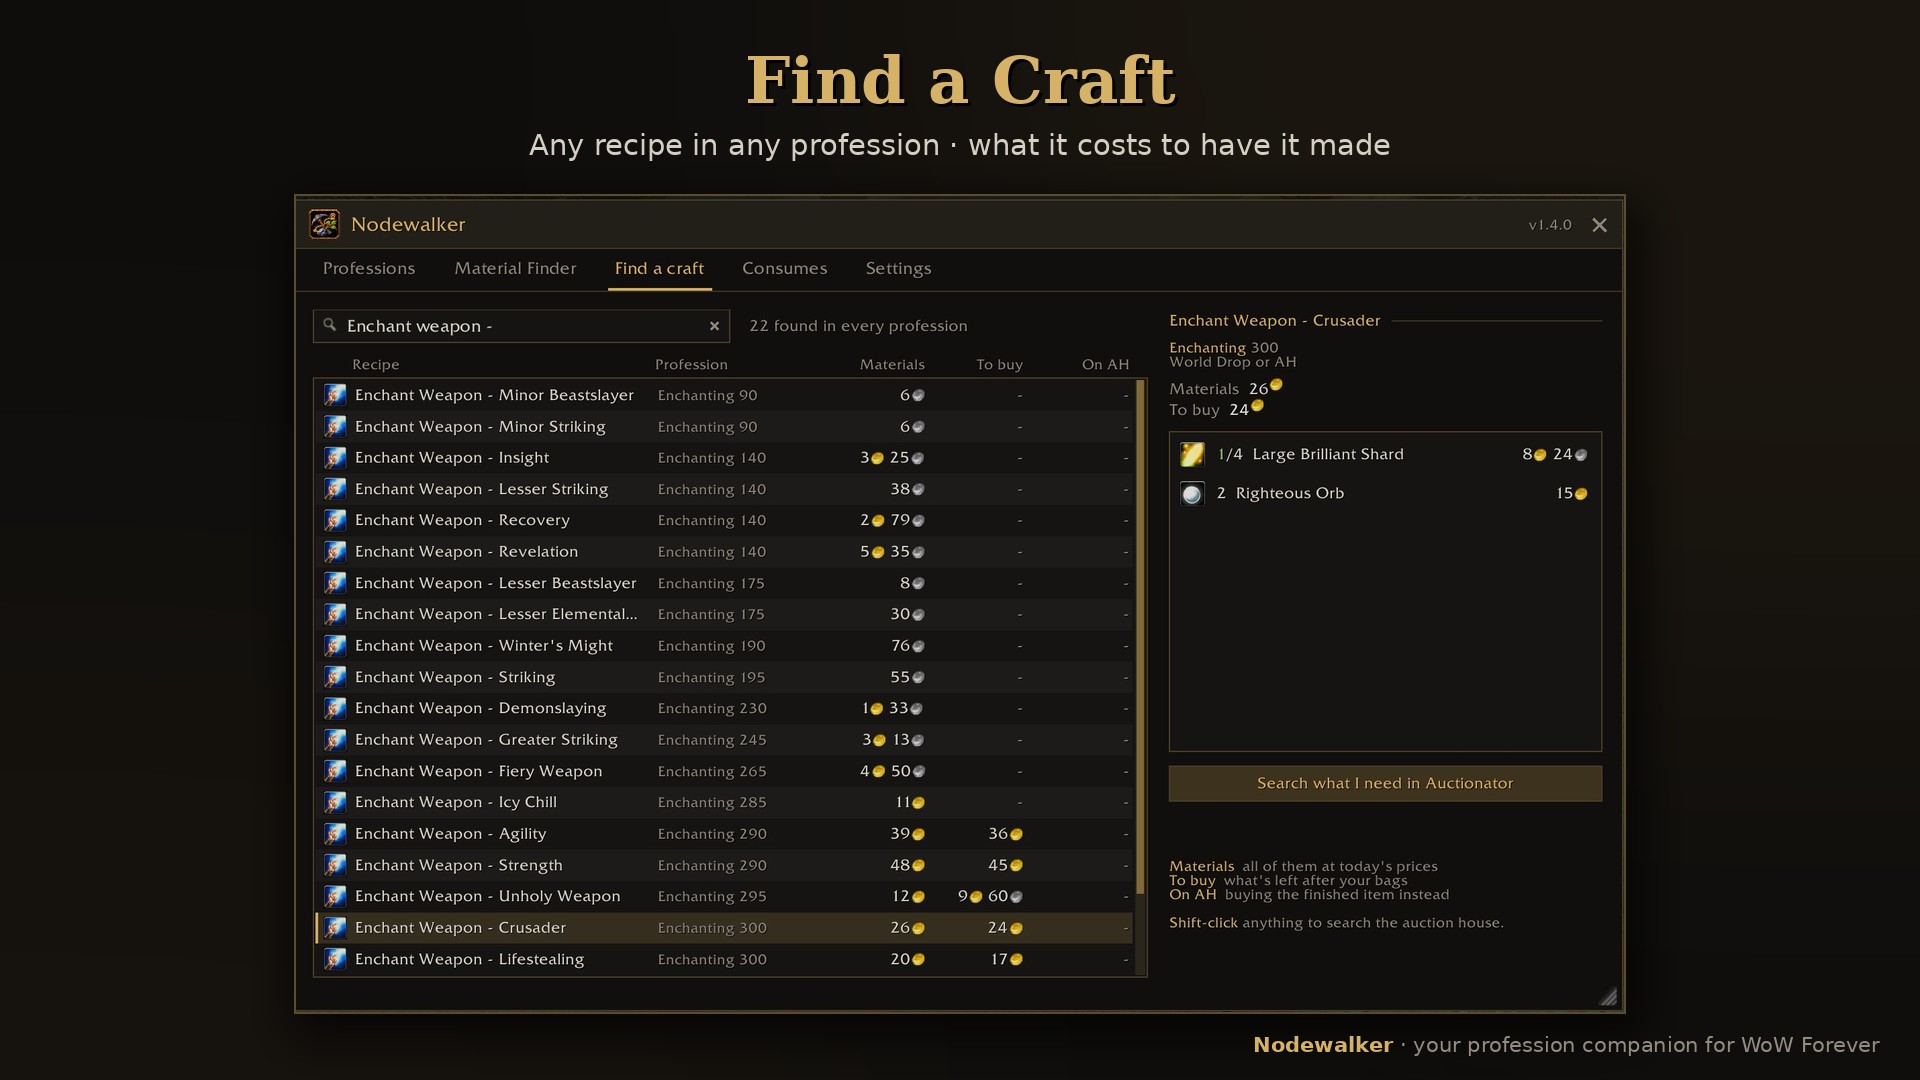 Find a Craft
Any recipe in any profession · what it costs to have it made
Nodewalker v1.4.0
Professions Material Finder Find a craft Consumes Settings
Enchant weapon - 22 found in every profession
Recipe Profession Materials To buy On AH
Enchant Weapon - Minor Beastslayer Enchanting 90 6 - -
Enchant Weapon - Minor Striking Enchanting 90 6 - -
Enchant Weapon - Insight Enchanting 140 3 25 - -
Enchant Weapon - Lesser Striking Enchanting 140 38 - -
Enchant Weapon - Recovery Enchanting 140 2 79 - -
Enchant Weapon - Revelation Enchanting 140 5 35 - -
Enchant Weapon - Lesser Beastslayer Enchanting 175 8 - -
Enchant Weapon - Lesser Elemental... Enchanting 175 30 - -
Enchant Weapon - Winter's Might Enchanting 190 76 - -
Enchant Weapon - Striking Enchanting 195 55 - -
Enchant Weapon - Demonslaying Enchanting 230 1 33 - -
Enchant Weapon - Greater Striking Enchanting 245 3 13 - -
Enchant Weapon - Fiery Weapon Enchanting 265 4 50 - -
Enchant Weapon - Icy Chill Enchanting 285 11 - -
Enchant Weapon - Agility Enchanting 290 39 36 -
Enchant Weapon - Strength Enchanting 290 48 45 -
Enchant Weapon - Unholy Weapon Enchanting 295 12 9 60 -
Enchant Weapon - Crusader Enchanting 300 26 24 -
Enchant Weapon - Lifestealing Enchanting 300 20 17 -
Enchant Weapon - Crusader
Enchanting 300
World Drop or AH
Materials 26
To buy 24
1/4 Large Brilliant Shard 8 24
2 Righteous Orb 15
Search what I need in Auctionator
Materials all of them at today's prices
To buy what's left after your bags
On AH buying the finished item instead
Shift-click anything to search the auction house.
Nodewalker · your profession companion for WoW Forever